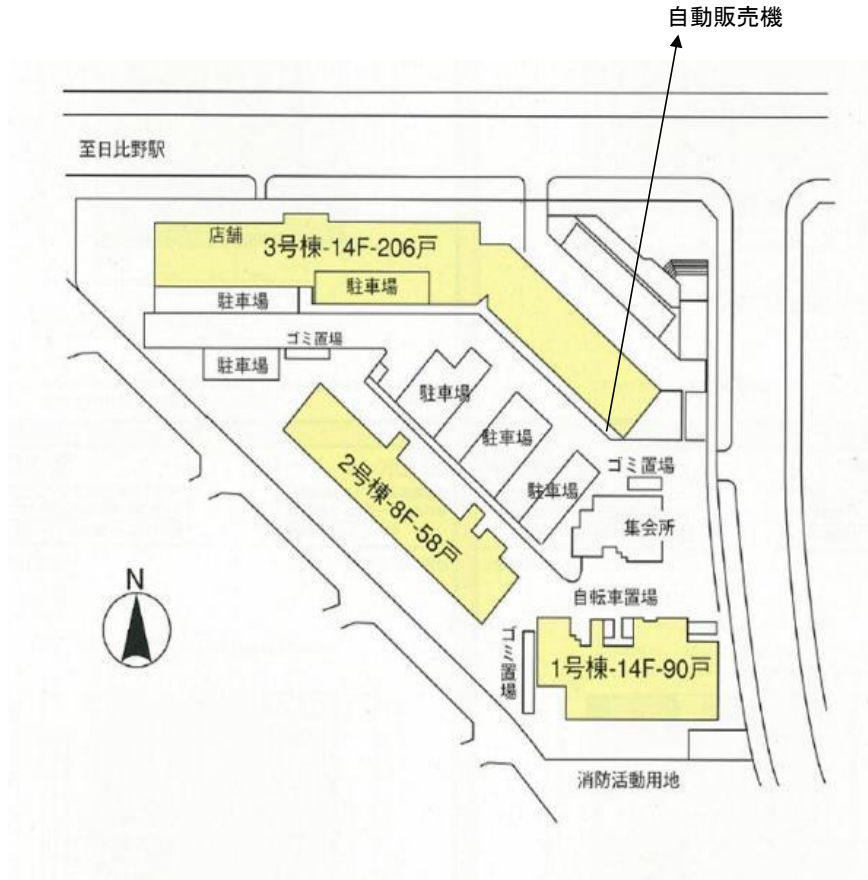 自動販売機
至日比野駅
店舗
3号棟-14F-206戸
駐車場
駐車場
ゴミ置場
駐車場
駐車場
駐車場
駐車場
ゴミ置場
2号棟-8F-58戸
集会所
N
自転車置場
ゴミ置場
1号棟-14F-90戸
消防活動用地